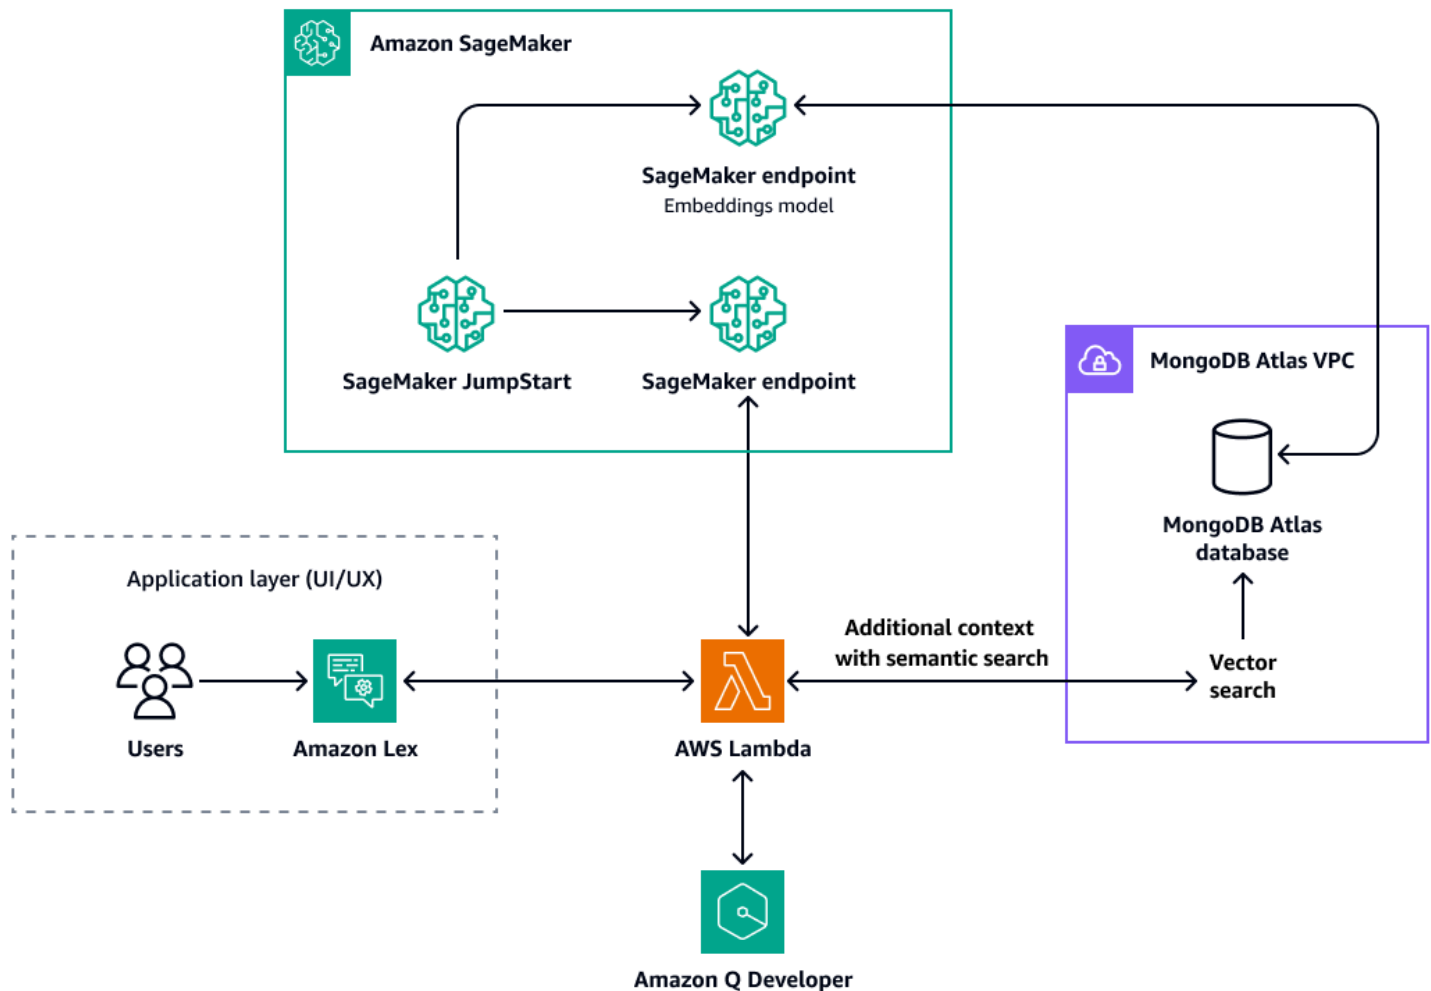 Amazon SageMaker
SageMaker endpoint
Embeddings model
SageMaker JumpStart
SageMaker endpoint
MongoDB Atlas VPC
MongoDB Atlas
database
Application layer (UI/UX)
Additional context
with semantic search
Vector
search
Users
Amazon Lex
AWS Lambda
Amazon Q Developer